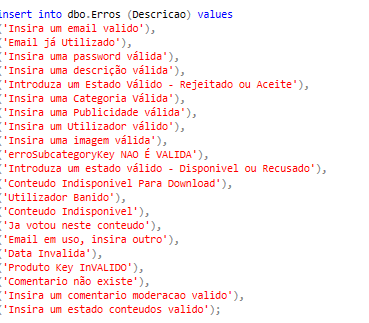 insert into dbo.Erros (Descricao) values
('Insira um email valido'),
('Email já Utilizado'),
('Insira uma password válida'),
('Insira uma descrição válida'),
('Introduza um Estado Válido - Rejeitado ou Aceite'),
('Insira uma Categoria Válida'),
('Insira uma Publicidade válida'),
('Insira um Utilizador válido'),
('Insira uma imagem válida'),
('erroSubcategoryKey NAO É VALIDA'),
('Introduza um estado válido - Disponivel ou Recusado'),
('Conteudo Indisponivel Para Download'),
('Utilizador Banido'),
('Conteudo Indisponivel'),
('Ja votou neste conteudo'),
('Email em uso, insira outro'),
('Data Invalida'),
('Produto Key InVALIDO'),
('Comentario não existe'),
('Insira um comentario moderacao valido'),
('Insira um estado conteudos valido');